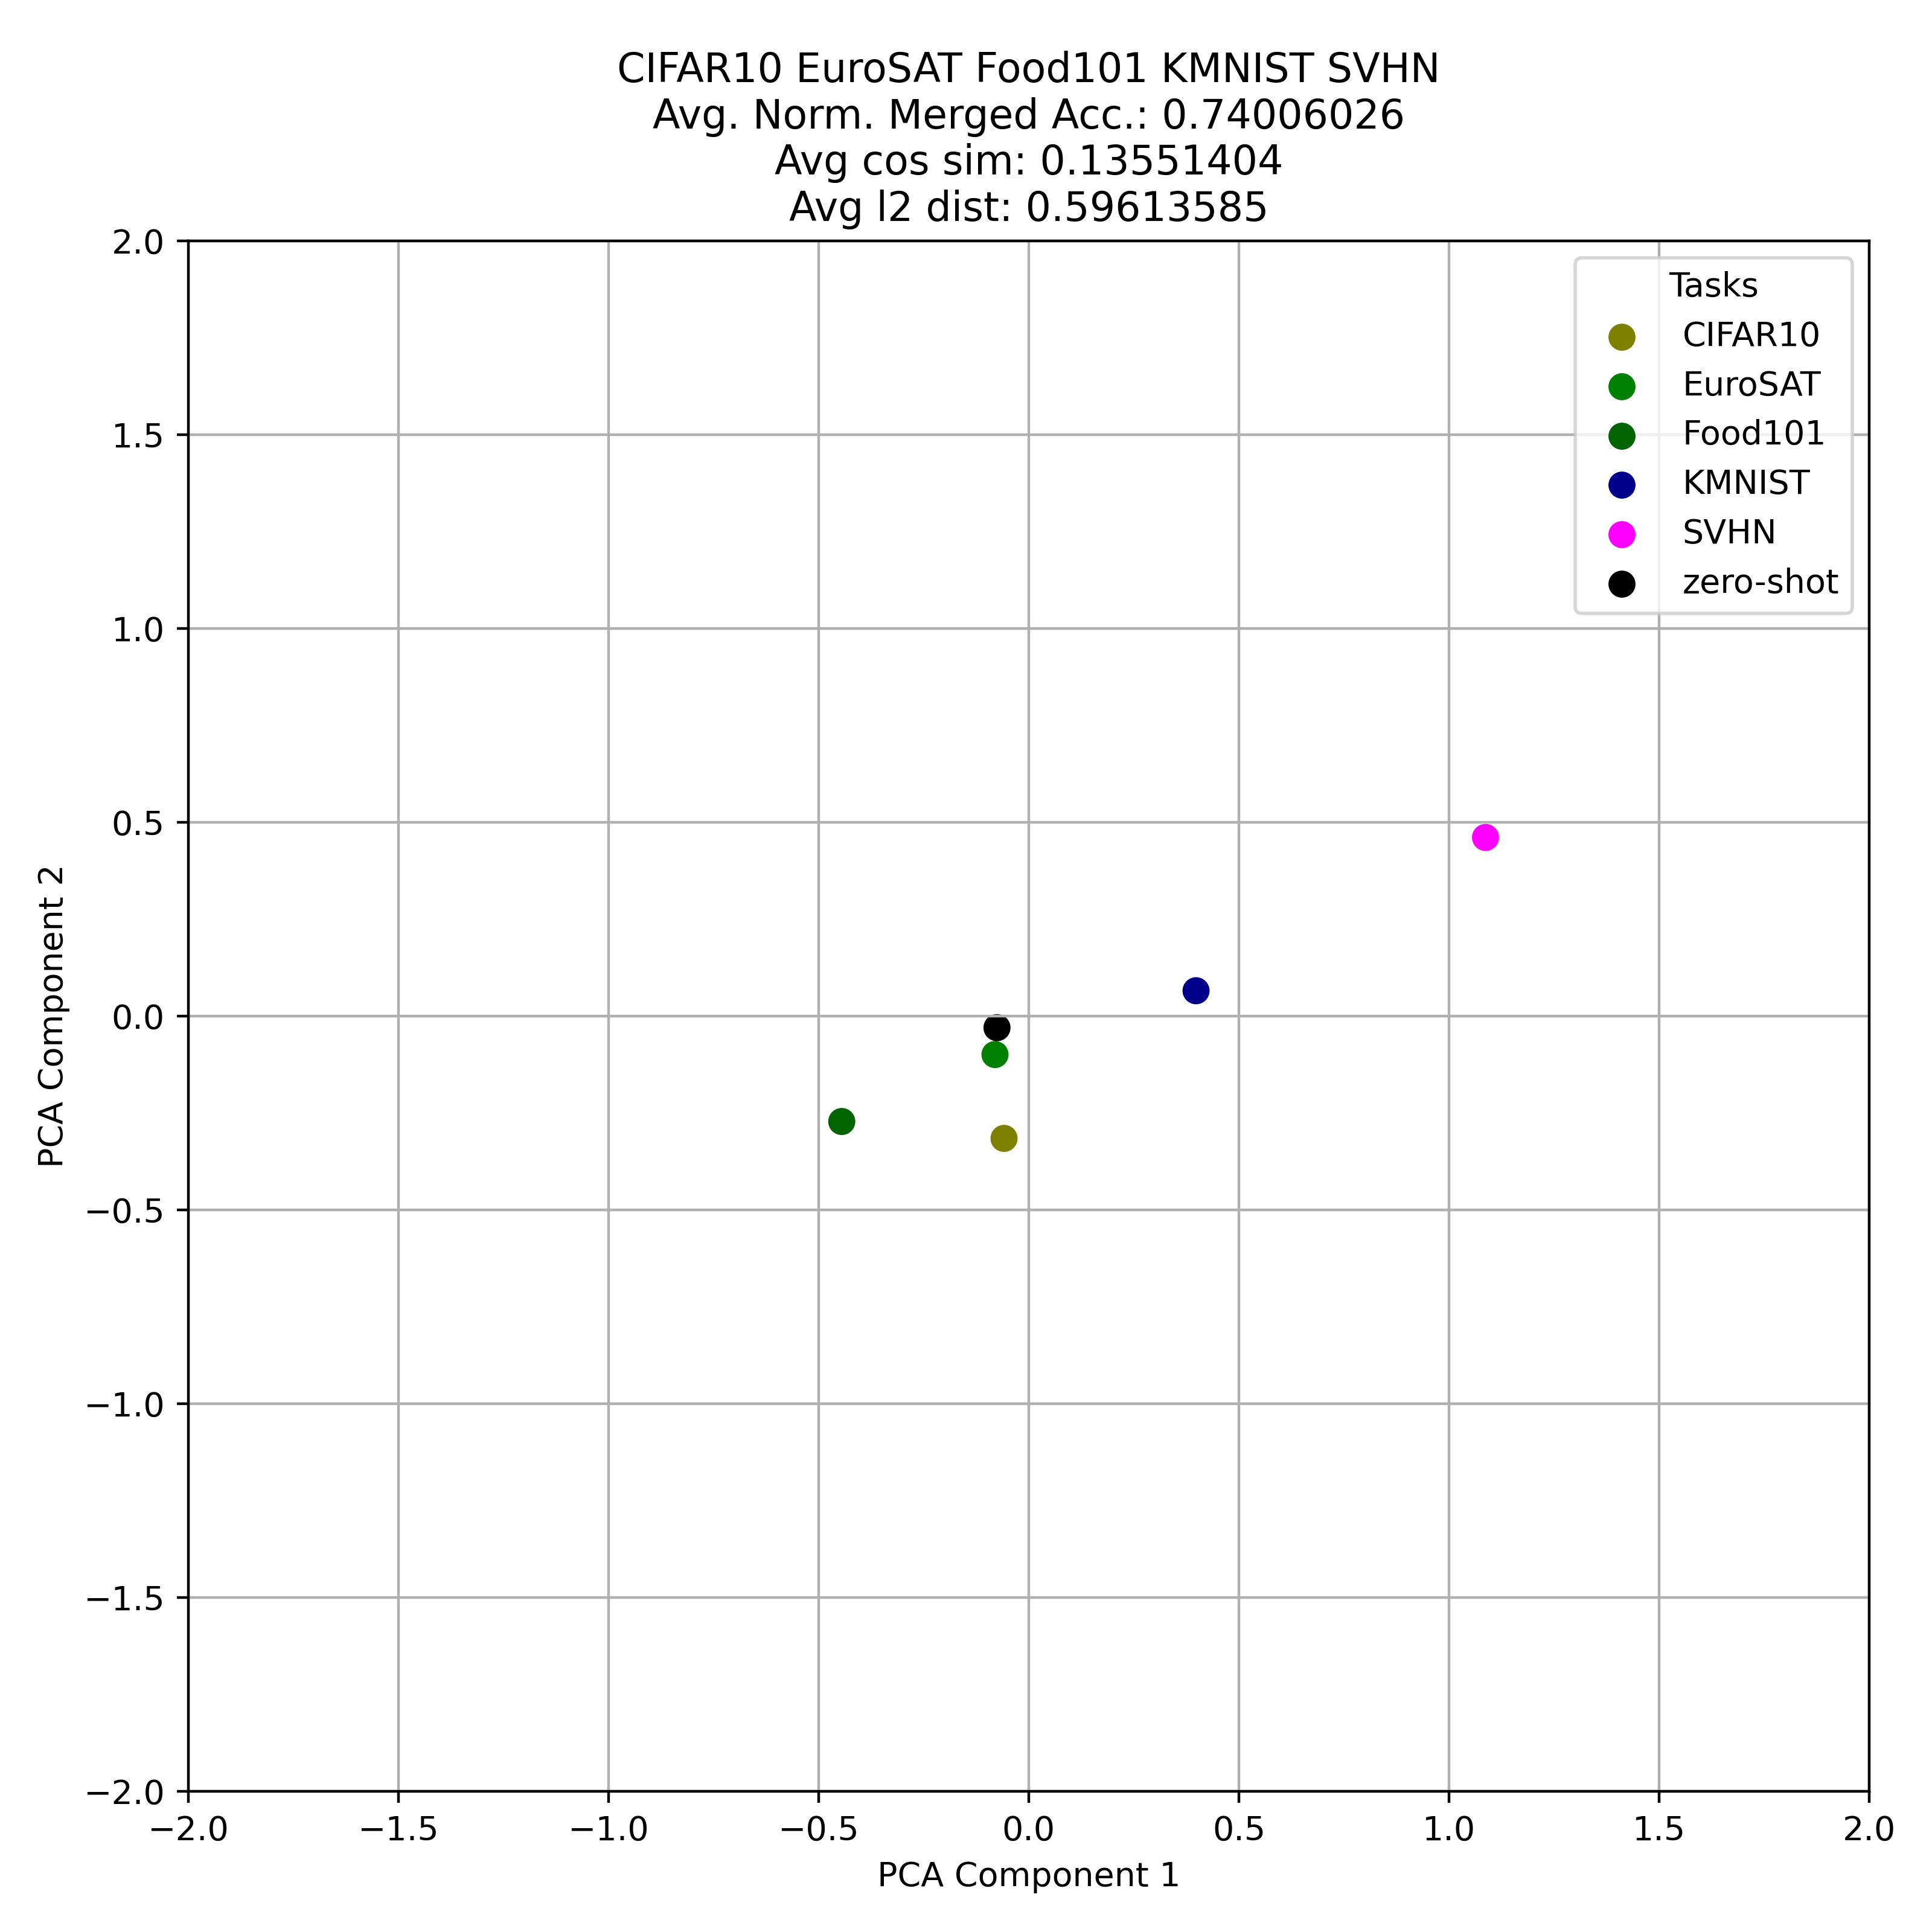 CIFAR10 EuroSAT Food101 KMNIST SVHN
Avg. Norm. Merged Acc.: 0.74006026
Avg cos sim: 0.13551404
Avg l2 dist: 0.59613585
Tasks
CIFAR10
EuroSAT
Food101
KMNIST
SVHN
zero-shot
2.0
1.5
1.0
0.5
0.0
−0.5
−1.0
−1.5
−2.0
PCA Component 2
−2.0 −1.5 −1.0 −0.5 0.0 0.5 1.0 1.5 2.0
PCA Component 1